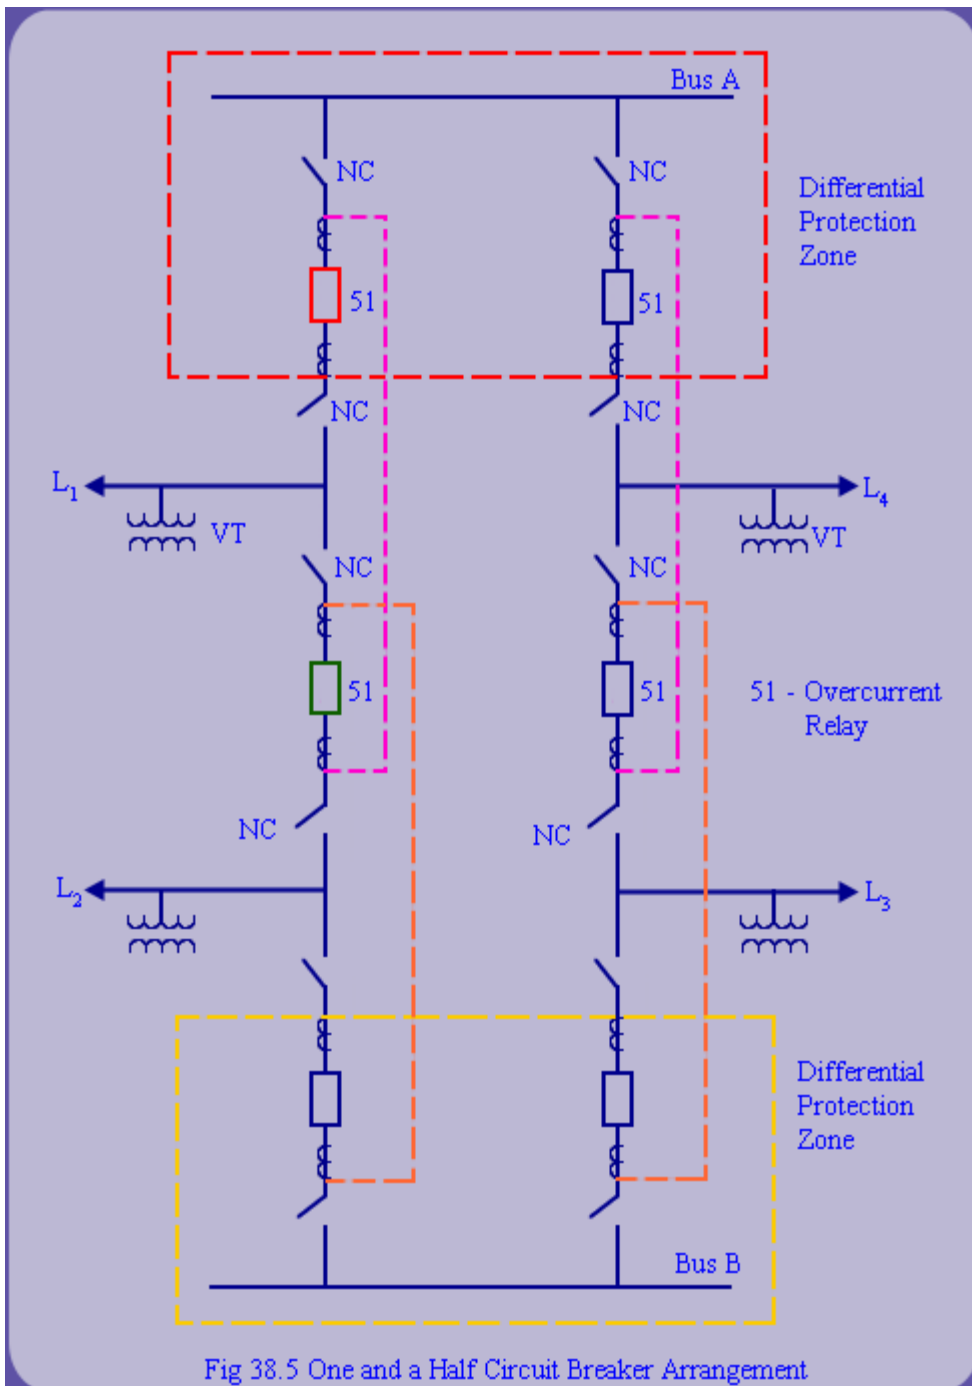 Bus A
NC
NC
Differential
Protection
Zone
51
51
NC
NC
L1
L4
VT
VT
NC
NC
51
51
51 - Overcurrent
Relay
NC
NC
L2
L3
Differential
Protection
Zone
Bus B
Fig 38.5 One and a Half Circuit Breaker Arrangement